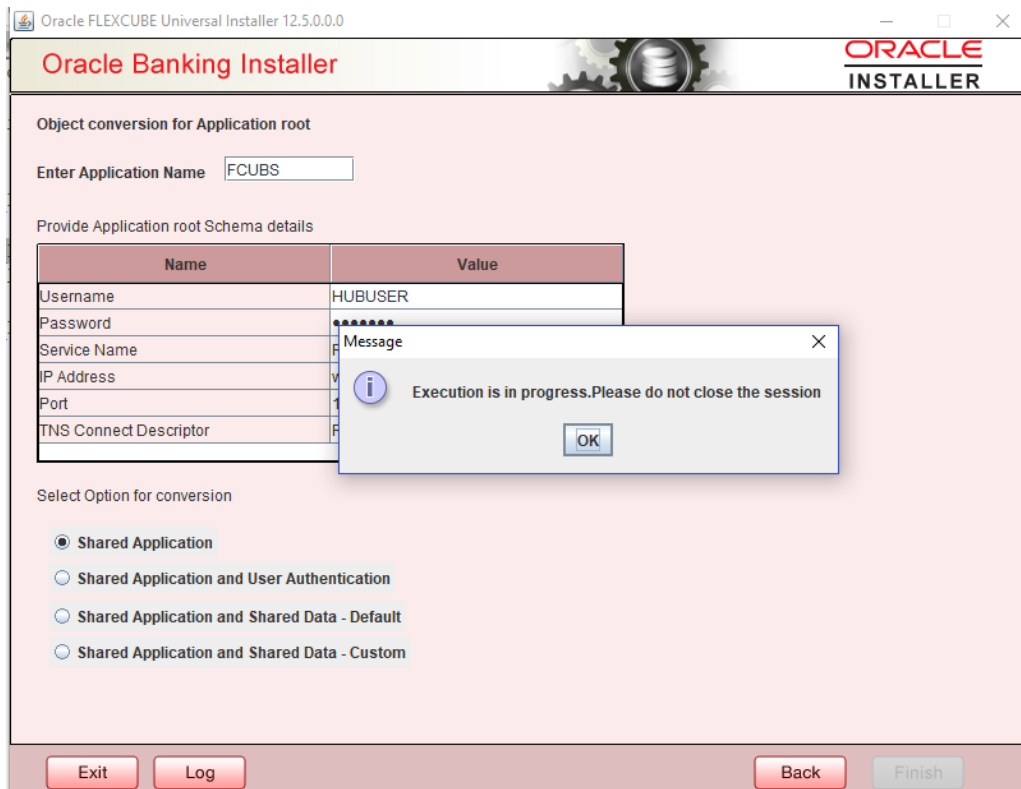 Oracle FLEXCUBE Universal Installer 12.5.0.0.0
Oracle Banking Installer
ORACLE
INSTALLER
Object conversion for Application root
Enter Application Name FCUBS
Provide Application root Schema details
Name Value
Username HUBUSER
Password
Service Name
IP Address
Port
TNS Connect Descriptor
Message
Execution is in progress.Please do not close the session
OK
Select Option for conversion
Shared Application
Shared Application and User Authentication
Shared Application and Shared Data - Default
Shared Application and Shared Data - Custom
Exit Log Back Finish